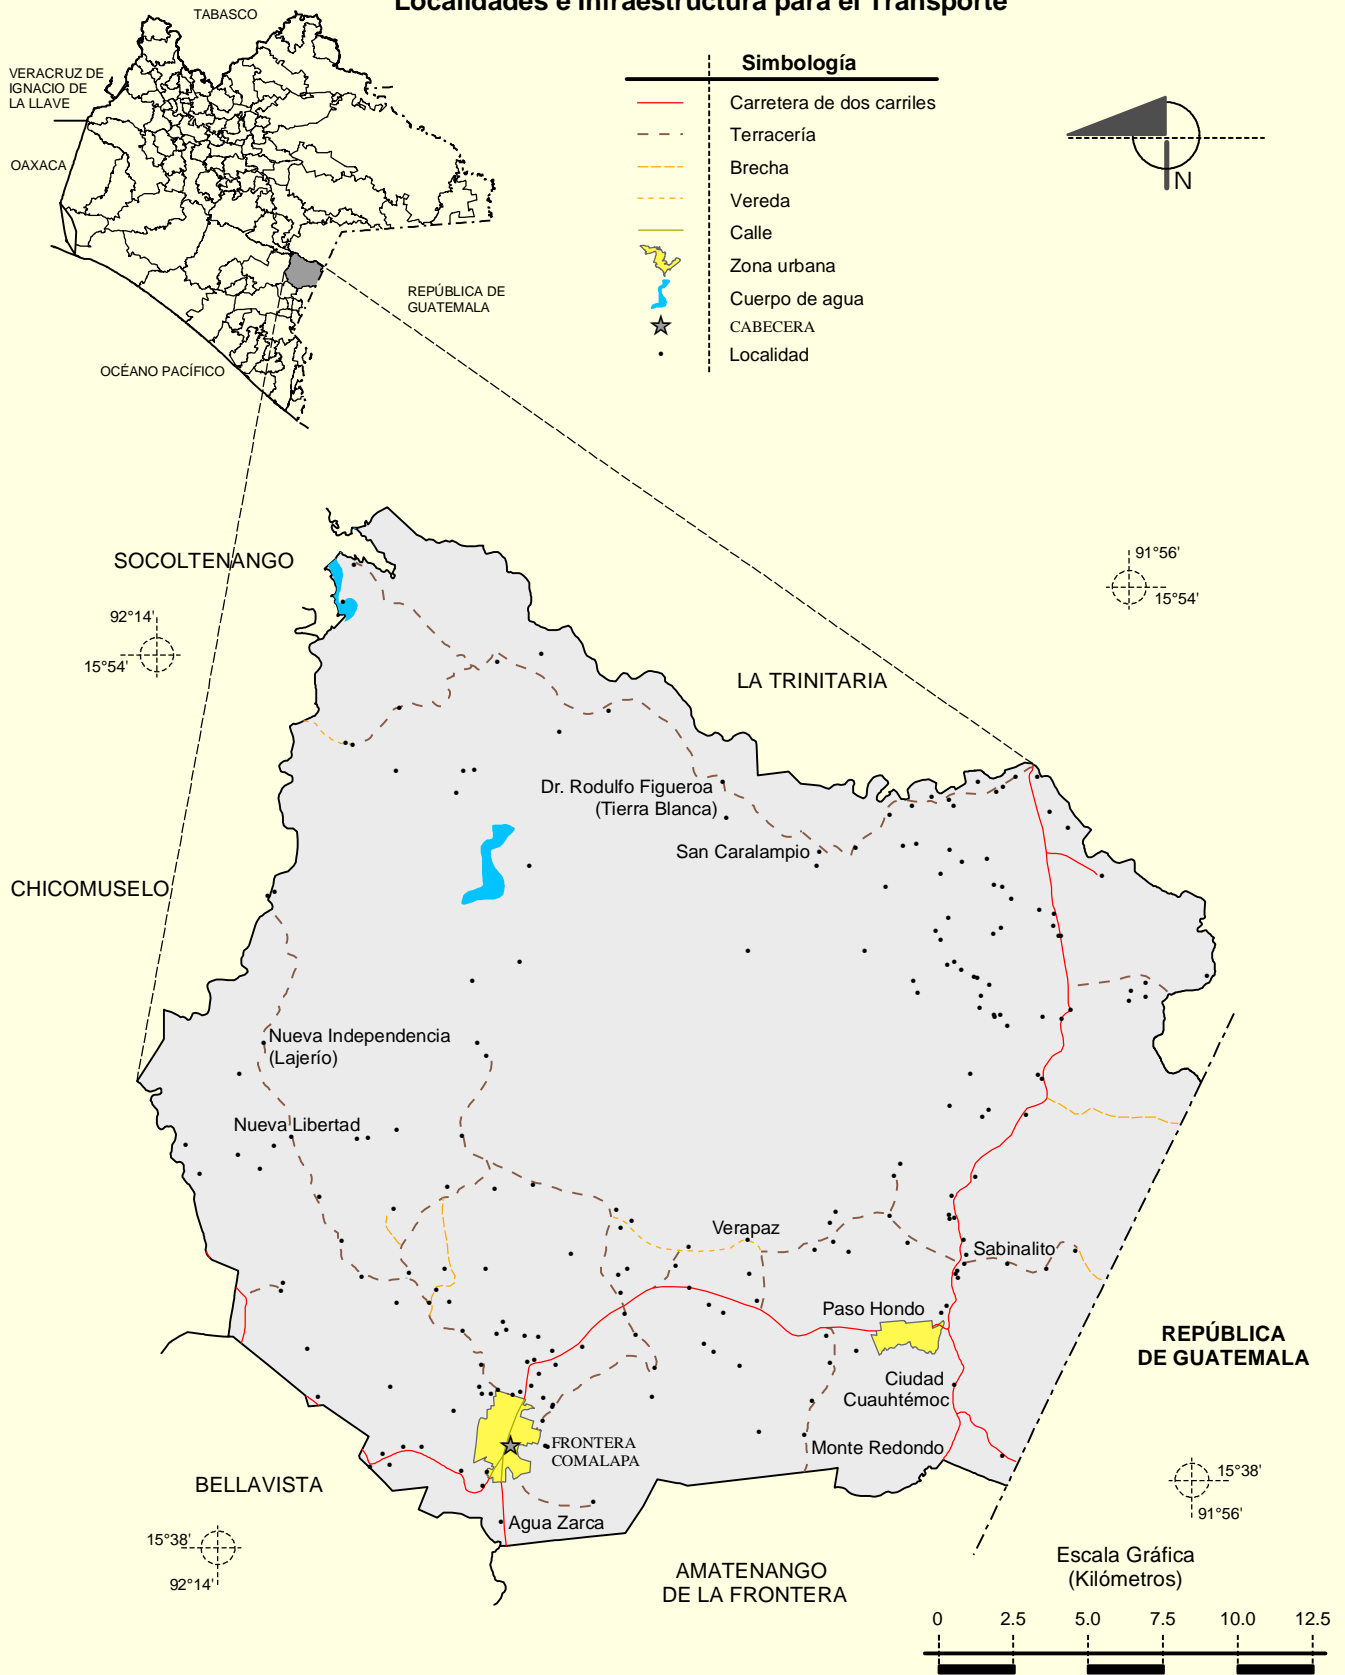 Localidades e Infraestructura para el Transporte
TABASCO
VERACRUZ DE
IGNACIO DE
LA LLAVE
OAXACA
REPÚBLICA DE
GUATEMALA
OCÉANO PACÍFICO
Simbología
Carretera de dos carriles
Terracería
Brecha
Vereda
Calle
Zona urbana
Cuerpo de agua
CABECERA
Localidad
N
SOCOLTENANGO
92°14'
15°54'
91°56'
15°54'
LA TRINITARIA
Dr. Rodulfo Figueroa
(Tierra Blanca)
San Caralampio
CHICOMUSELO
Nueva Independencia
(Lajerío)
Nueva Libertad
Verapaz
Sabinalito
Paso Hondo
REPÚBLICA
DE GUATEMALA
Ciudad
Cuauhtémoc
Monte Redondo
FRONTERA
COMALAPA
BELLAVISTA
Agua Zarca
15°38'
92°14'
15°38'
91°56'
AMATENANGO
DE LA FRONTERA
Escala Gráfica
(Kilómetros)
0 2.5 5.0 7.5 10.0 12.5